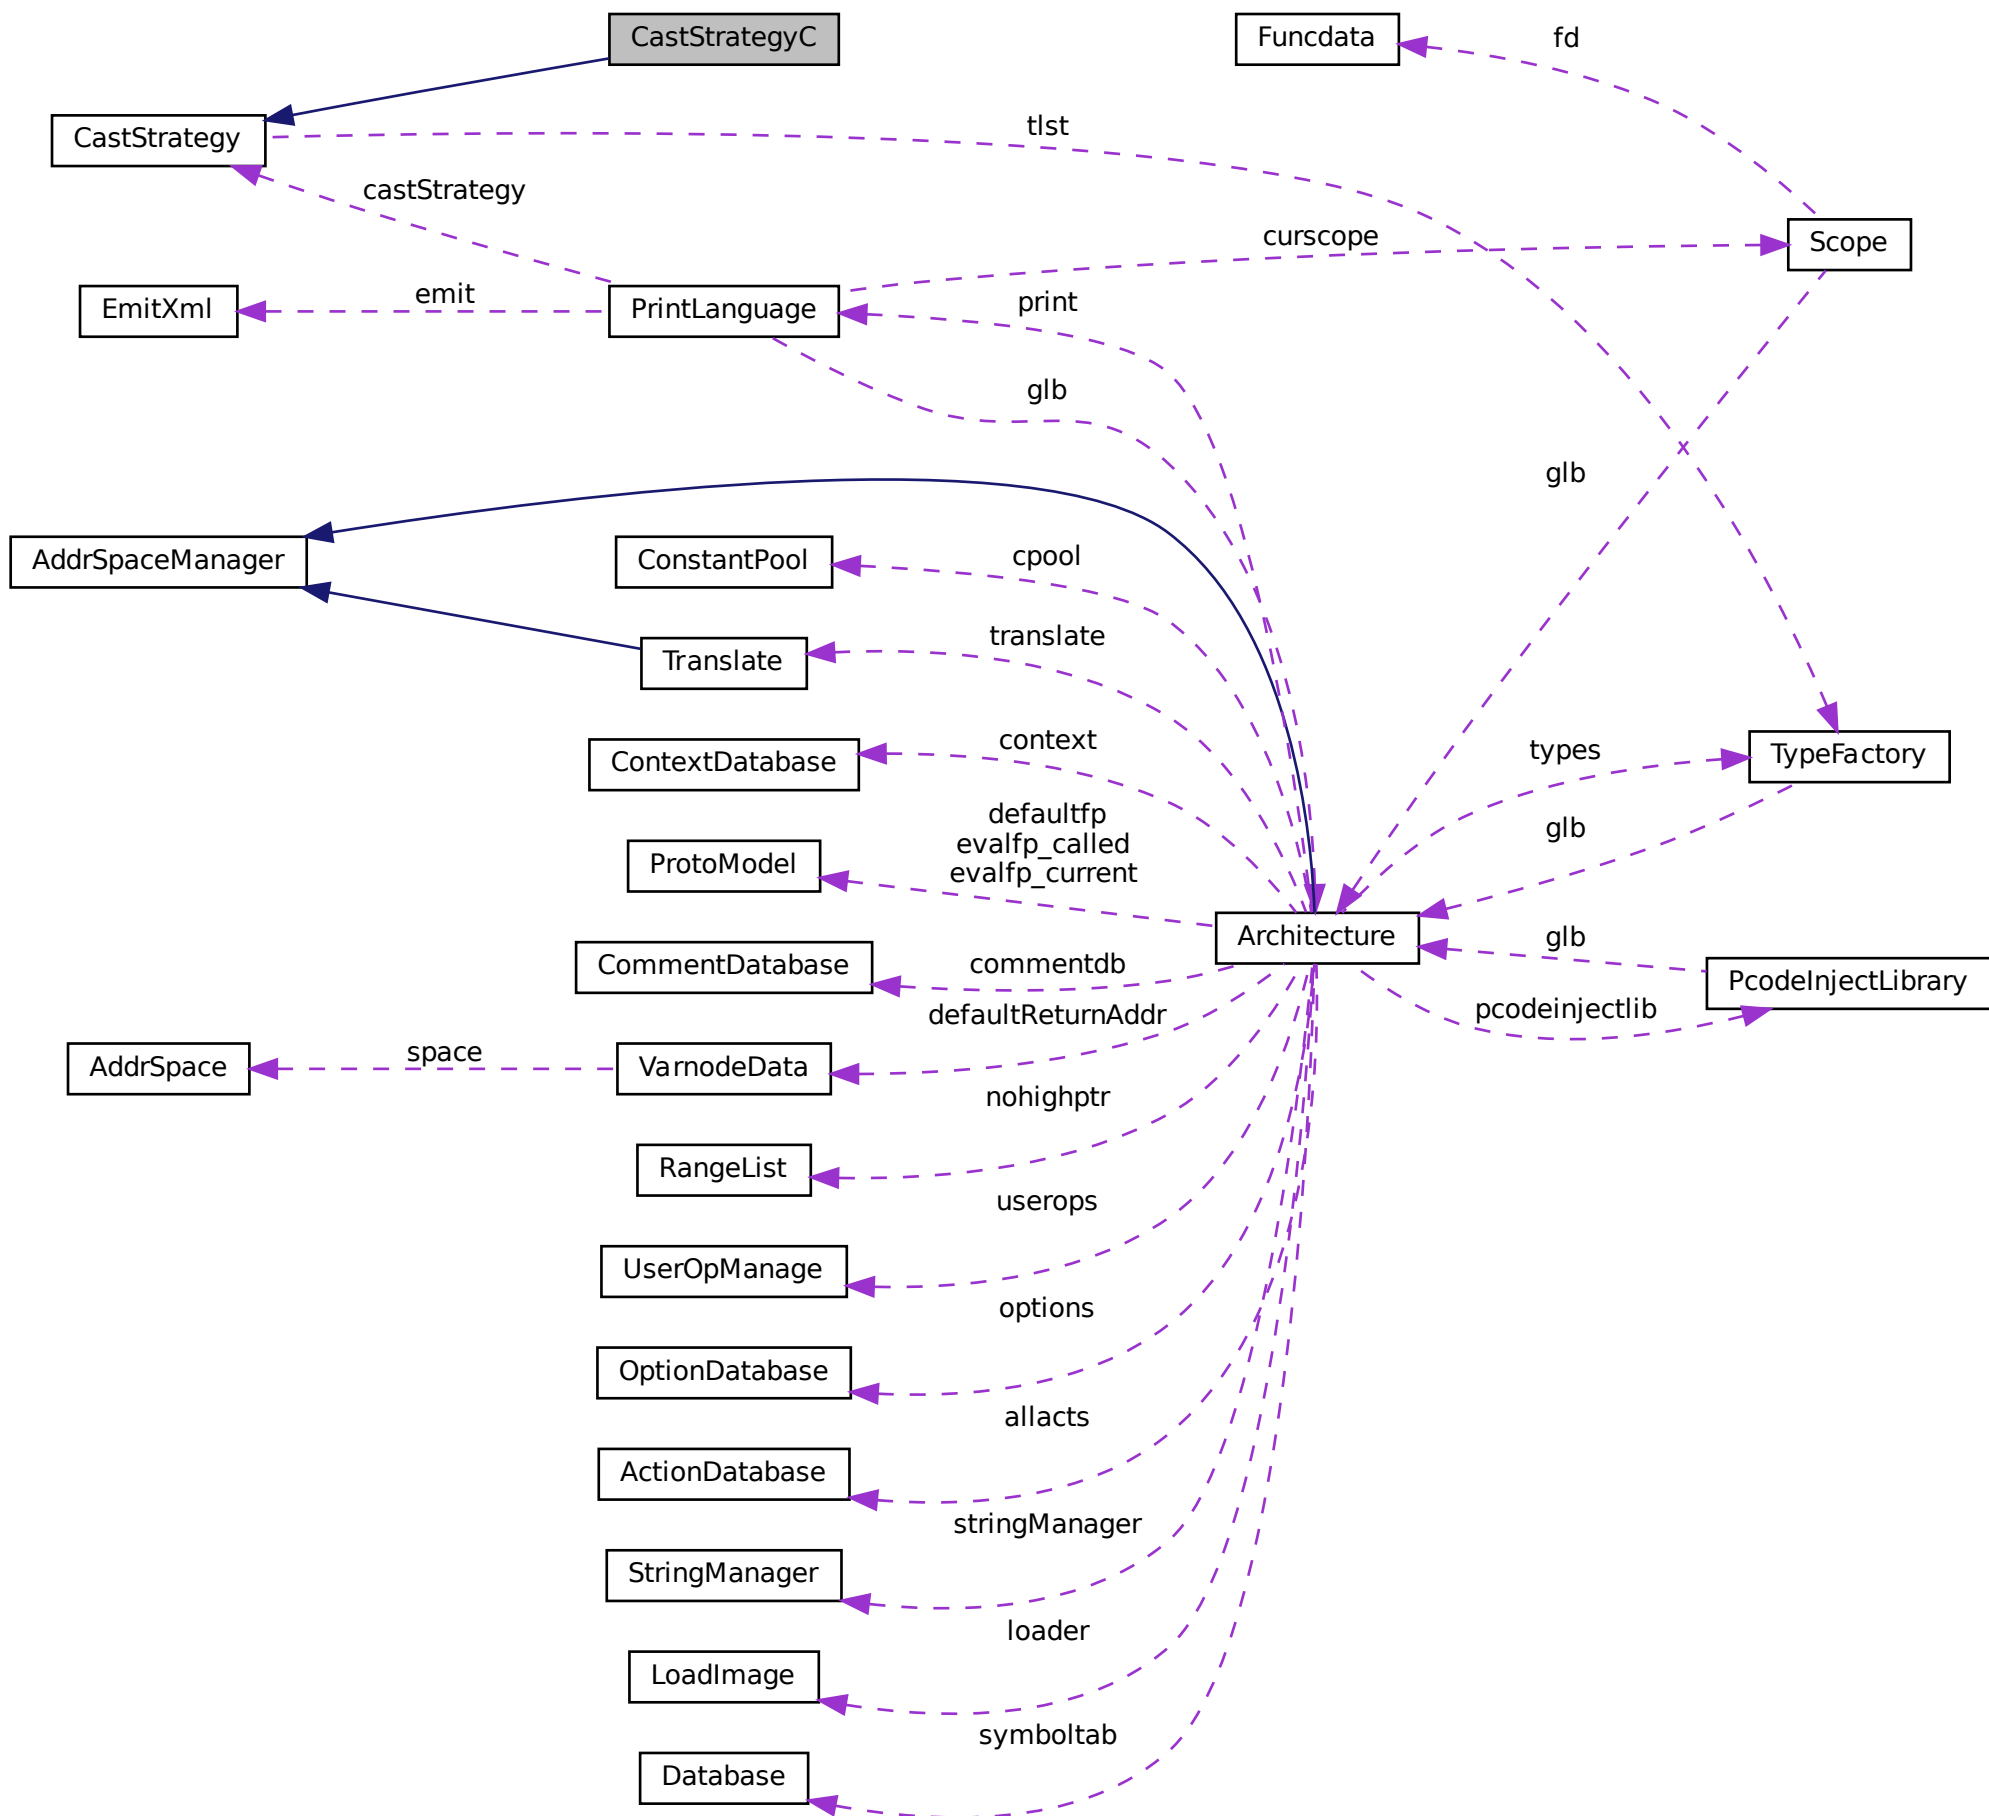 CastStrategyC
Funcdata
fd
CastStrategy
tlst
castStrategy
curscope
Scope
EmitXml
emit
PrintLanguage
print
glb
glb
AddrSpaceManager
ConstantPool
cpool
translate
Translate
context
ContextDatabase
types
TypeFactory
defaultfp
evalfp_called
evalfp_current
glb
ProtoModel
Architecture
glb
CommentDatabase
commentdb
PcodeInjectLibrary
pcodeinjectlib
defaultReturnAddr
AddrSpace
space
VarnodeData
nohighptr
RangeList
userops
UserOpManage
options
OptionDatabase
allacts
ActionDatabase
stringManager
StringManager
loader
LoadImage
symboltab
Database